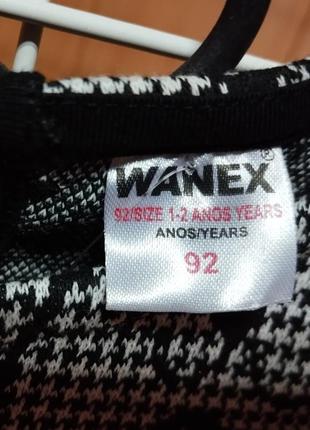 WANEX®
92/SIZE 1-2 ANOS YEARS
ANOS/YEARS
92